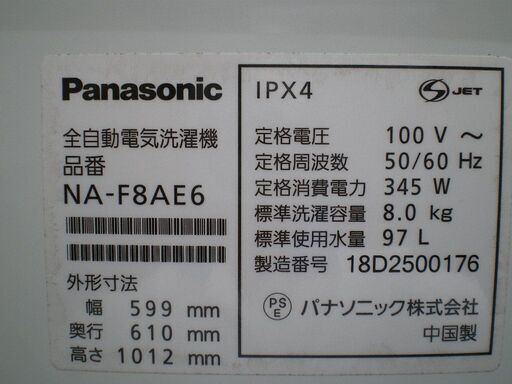 Panasonic
全自動電気洗濯機
品番
NA-F8AE6
外形寸法
幅 599 mm
奥行 610 mm
高さ 1012 mm
IPX4
S JET
定格電圧 100 V ～
定格周波数 50/60 Hz
定格消費電力 345 W
標準洗濯容量 8.0 kg
標準使用水量 97 L
製造番号 18D2500176
PS
E
パナソニック株式会社
中国製